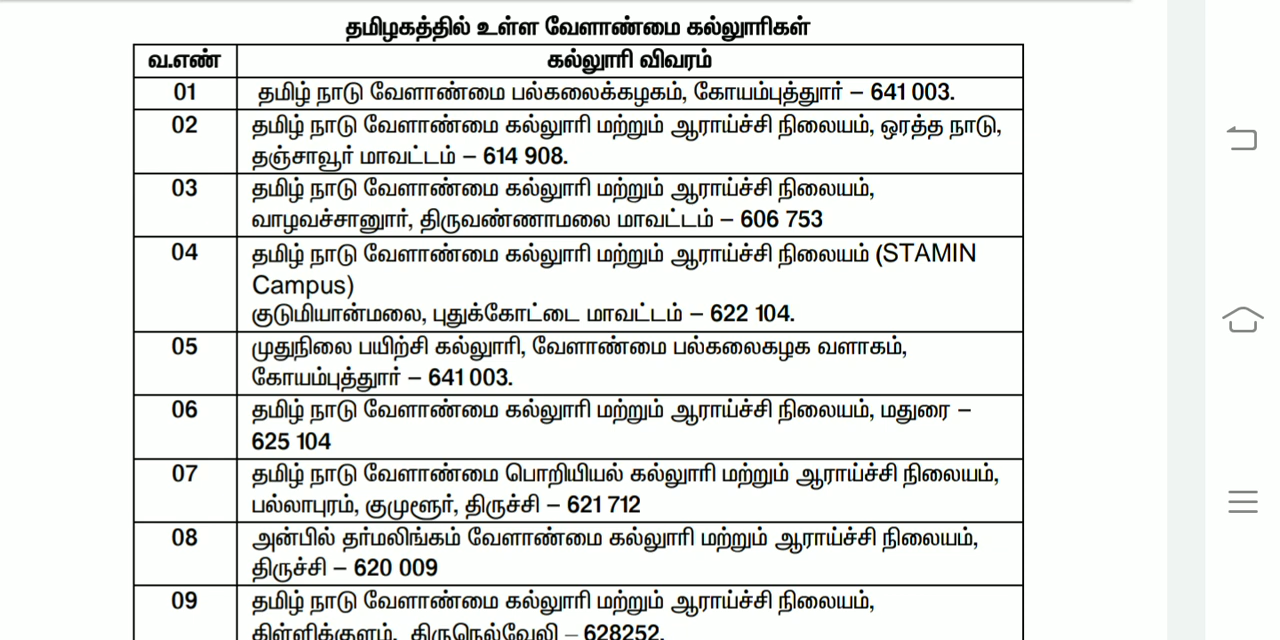 தமிழகத்தில் உள்ள வேளாண்மை கல்லூரிகள்
வ.எண் கல்லூரி விவரம்
01 தமிழ் நாடு வேளாண்மை பல்கலைக்கழகம், கோயம்புத்தூர் – 641 003.
02 தமிழ் நாடு வேளாண்மை கல்லூரி மற்றும் ஆராய்ச்சி நிலையம், ஒரத்த நாடு,
தஞ்சாவூர் மாவட்டம் – 614 908.
03 தமிழ் நாடு வேளாண்மை கல்லூரி மற்றும் ஆராய்ச்சி நிலையம்,
வாழவச்சானூர், திருவண்ணாமலை மாவட்டம் – 606 753
04 தமிழ் நாடு வேளாண்மை கல்லூரி மற்றும் ஆராய்ச்சி நிலையம் (STAMIN
Campus)
குடுமியான்மலை, புதுக்கோட்டை மாவட்டம் – 622 104.
05 முதுநிலை பயிற்சி கல்லூரி, வேளாண்மை பல்கலைகழக வளாகம்,
கோயம்புத்தூர் – 641 003.
06 தமிழ் நாடு வேளாண்மை கல்லூரி மற்றும் ஆராய்ச்சி நிலையம், மதுரை –
625 104
07 தமிழ் நாடு வேளாண்மை பொறியியல் கல்லூரி மற்றும் ஆராய்ச்சி நிலையம்,
பல்லாபுரம், குமுளூர், திருச்சி – 621 712
08 அன்பில் தர்மலிங்கம் வேளாண்மை கல்லூரி மற்றும் ஆராய்ச்சி நிலையம்,
திருச்சி – 620 009
09 தமிழ் நாடு வேளாண்மை கல்லூரி மற்றும் ஆராய்ச்சி நிலையம்,
கிள்ளிக்குளம், திருநெல்வேலி – 628252.